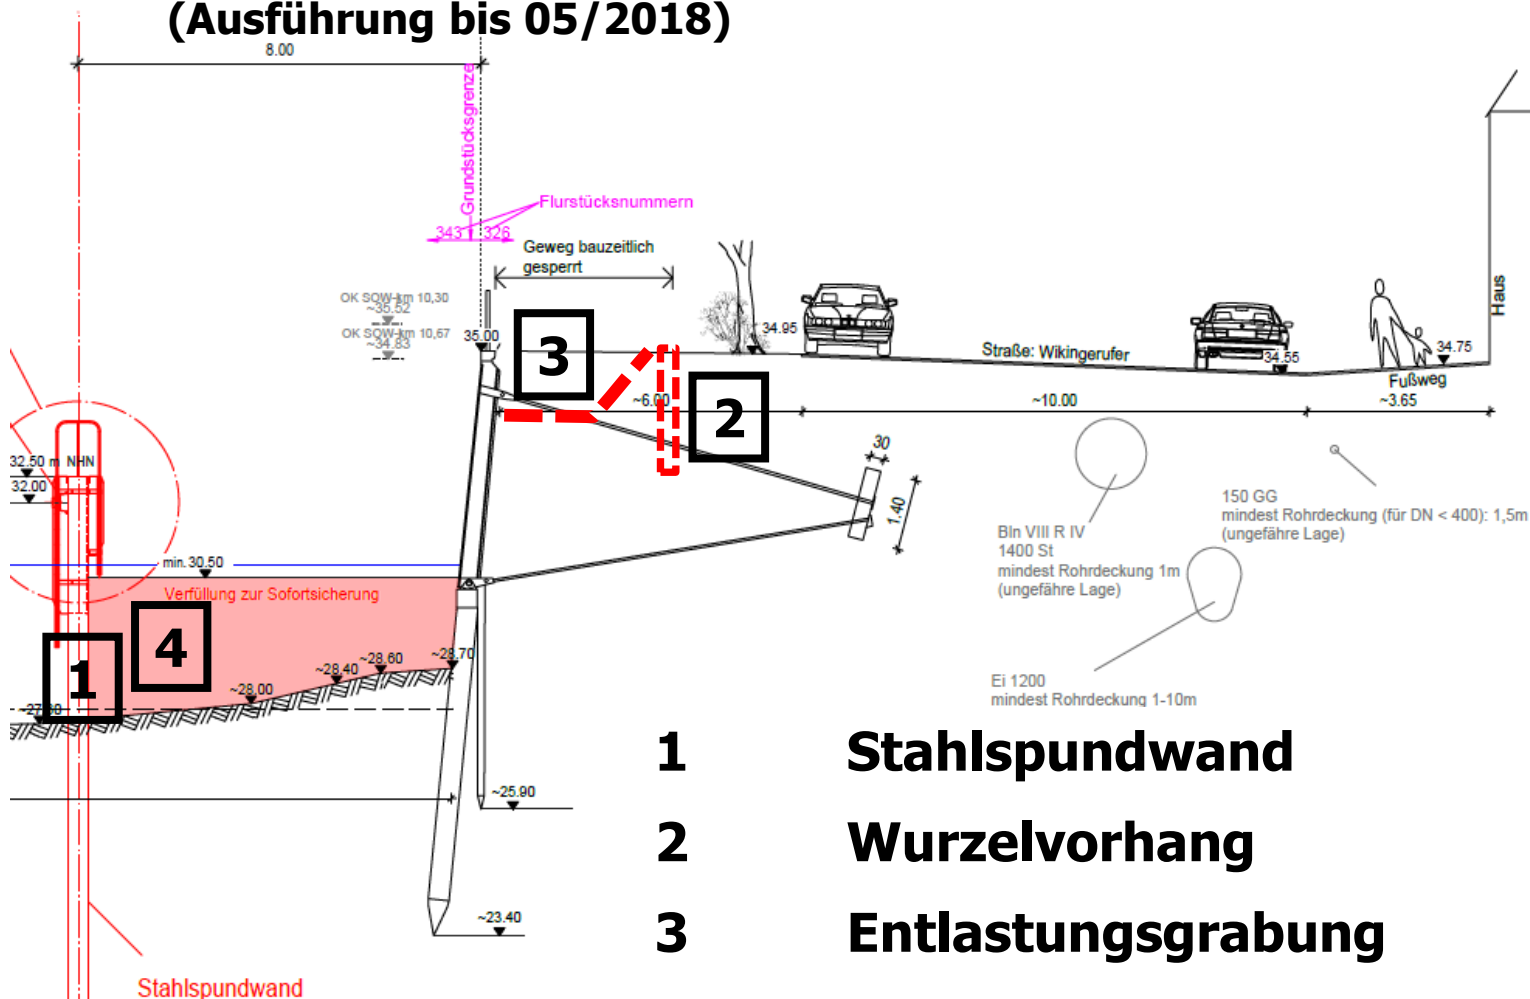 (Ausführung bis 05/2018)
8.00
Grundstücksgrenze
Flurstücksnummern
343 326
Geweg bauzeitlich
gesperrt
OK SOW-km 10,30
~35.52
OK SOW-km 10,67
~34.83
35.00
3
34.95
Straße: Wikingerufer
34.55
34.75
Haus
Fußweg
~6.00
~10.00
~3.65
2
30
1.40
32.50 m NHN
32.00
150 GG
mindest Rohrdeckung (für DN < 400): 1,5m
(ungefähre Lage)
Bln VIII R IV
1400 St
mindest Rohrdeckung 1m
(ungefähre Lage)
min. 30.50
Verfüllung zur Sofortsicherung
4
1
~28.70
~28.60
~28.40
~28.00
Ei 1200
mindest Rohrdeckung 1-10m
1 Stahlspundwand
~25.90
2 Wurzelvorhang
~23.40
3 Entlastungsgrabung
Stahlspundwand